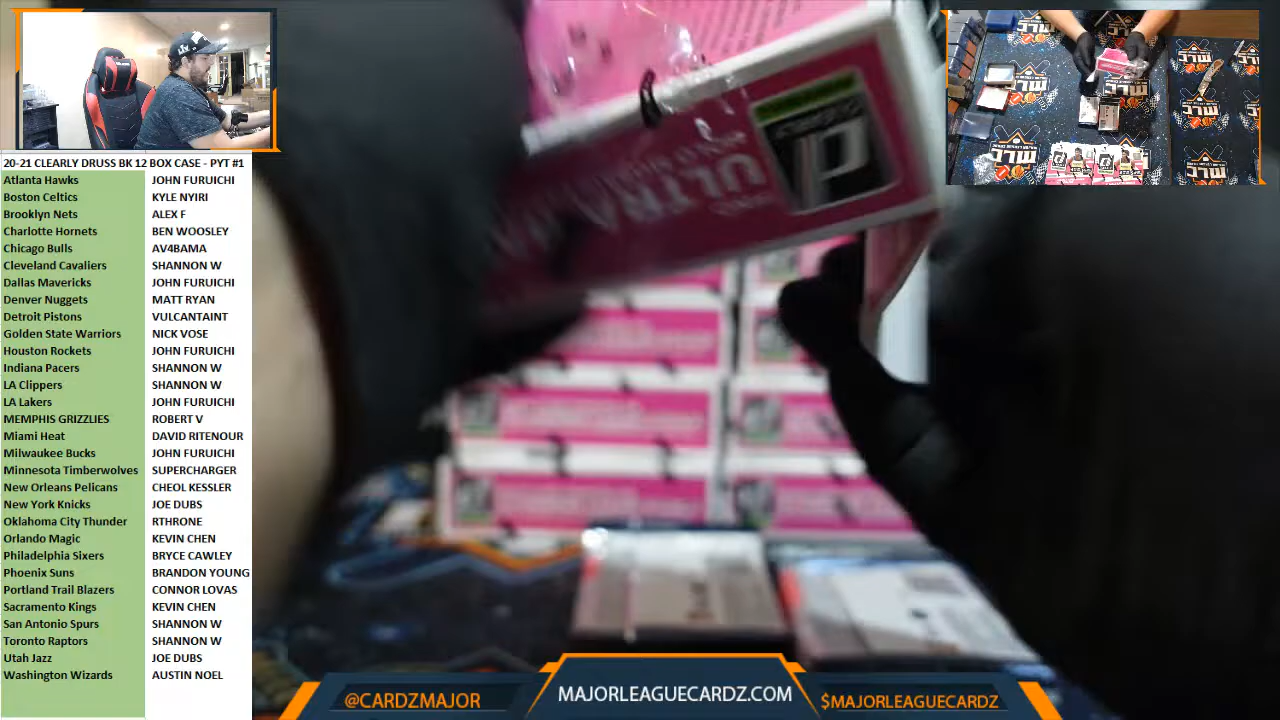 20-21 CLEARLY DRUSS BK 12 BOX CASE - PYT #1
Atlanta Hawks JOHN FURUICHI
Boston Celtics KYLE NYIRI
Brooklyn Nets ALEX F
Charlotte Hornets BEN WOOSLEY
Chicago Bulls AV4BAMA
Cleveland Cavaliers SHANNON W
Dallas Mavericks JOHN FURUICHI
Denver Nuggets MATT RYAN
Detroit Pistons VULCANTAINT
Golden State Warriors NICK VOSE
Houston Rockets JOHN FURUICHI
Indiana Pacers SHANNON W
LA Clippers SHANNON W
LA Lakers JOHN FURUICHI
MEMPHIS GRIZZLIES ROBERT V
Miami Heat DAVID RITENOUR
Milwaukee Bucks JOHN FURUICHI
Minnesota Timberwolves SUPERCHARGER
New Orleans Pelicans CHEOL KESSLER
New York Knicks JOE DUBS
Oklahoma City Thunder RTHRONE
Orlando Magic KEVIN CHEN
Philadelphia Sixers BRYCE CAWLEY
Phoenix Suns BRANDON YOUNG
Portland Trail Blazers CONNOR LOVAS
Sacramento Kings KEVIN CHEN
San Antonio Spurs SHANNON W
Toronto Raptors SHANNON W
Utah Jazz JOE DUBS
Washington Wizards AUSTIN NOEL
ULTRA
@CARDZMAJOR
MAJORLEAGUECARDZ.COM
$MAJORLEAGUECARDZ